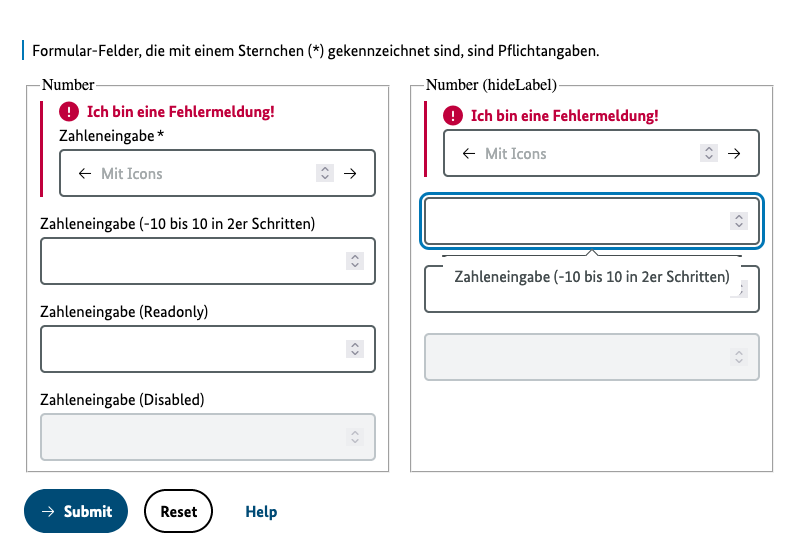 Formular-Felder, die mit einem Sternchen (*) gekennzeichnet sind, sind Pflichtangaben.
Number
Ich bin eine Fehlermeldung!
Zahleneingabe *
Mit Icons
Zahleneingabe (-10 bis 10 in 2er Schritten)
Zahleneingabe (Readonly)
Zahleneingabe (Disabled)
Number (hideLabel)
Ich bin eine Fehlermeldung!
Mit Icons
Zahleneingabe (-10 bis 10 in 2er Schritten)
Submit
Reset
Help